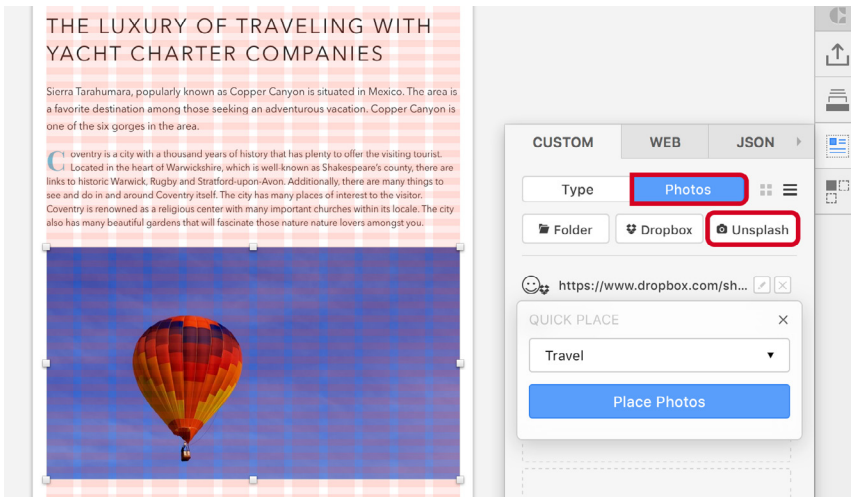 THE LUXURY OF TRAVELING WITH
YACHT CHARTER COMPANIES
Sierra Tarahumara, popularly known as Copper Canyon is situated in Mexico. The area is
a favorite destination among those seeking an adventurous vacation. Copper Canyon is
one of the six gorges in the area.
Coventry is a city with a thousand years of history that has plenty to offer the visiting tourist.
Located in the heart of Warwickshire, which is well-known as Shakespeare's county, there are
links to historic Warwick, Rugby and Stratford-upon-Avon. Additionally, there are many things to
see and do in and around Coventry itself. The city has many places of interest to the visitor.
Coventry is renowned as a religious center with many important churches within its locale. The city
also has many beautiful gardens that will fascinate those nature nature lovers amongst you.
CUSTOM WEB JSON
Type Photos
Folder Dropbox Unsplash
https://www.dropbox.com/sh...
QUICK PLACE
Travel
Place Photos